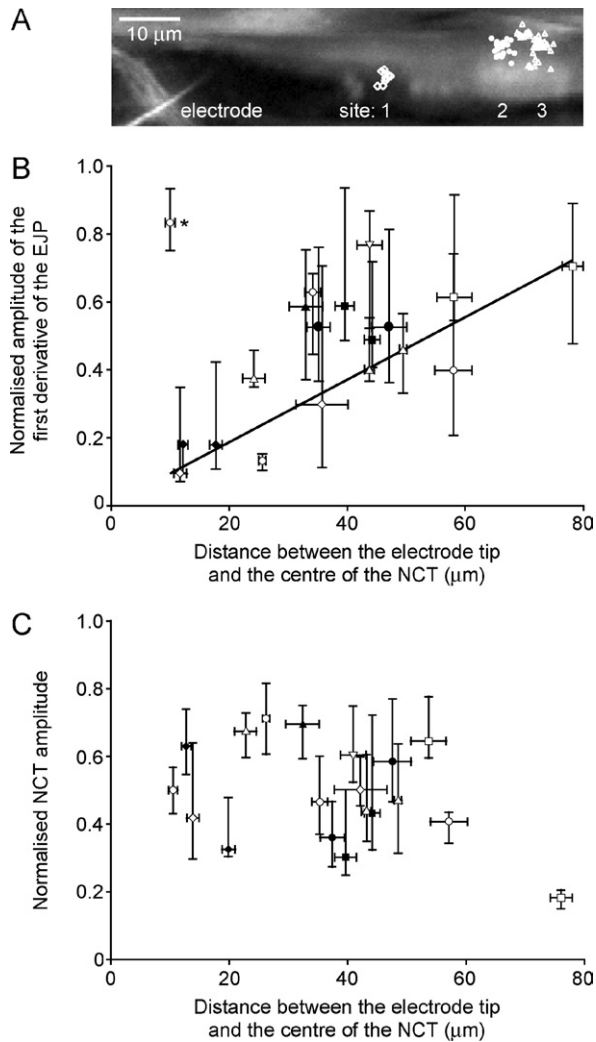 A
10 μm
electrode
site: 1
2
3
B
Normalised amplitude of the
first derivative of the EJP
1.0
0.8
0.6
0.4
0.2
0
*
0
20
40
60
80
Distance between the electrode tip
and the centre of the NCT (μm)
C
Normalised NCT amplitude
1.0
0.8
0.6
0.4
0.2
0
0
20
40
60
80
Distance between the electrode tip
and the centre of the NCT (μm)